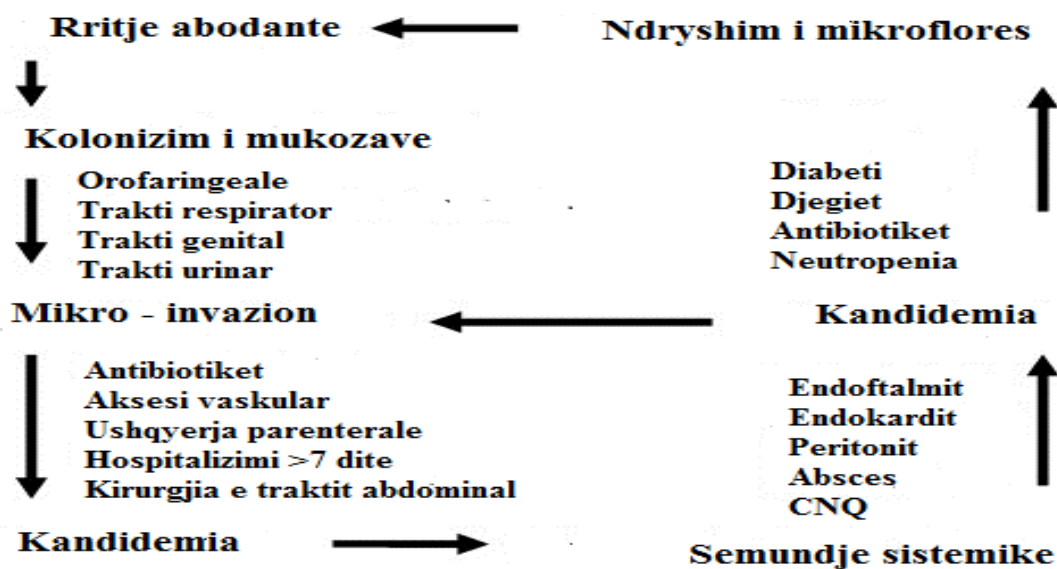 Rritje abodante
Ndryshim i mikroflores
Kolonizim i mukozave
Orofaringeale
Trakti respirator
Trakti genital
Trakti urinar
Diabeti
Djegiet
Antibiotiket
Neutropenia
Mikro - invazion
Kandidemia
Antibiotiket
Aksesi vaskular
Ushqyerja parenterale
Hospitalizimi >7 dite
Kirurgjia e traktit abdominal
Endoftalmit
Endokardit
Peritonit
Absces
CNQ
Kandidemia
Semundje sistemike